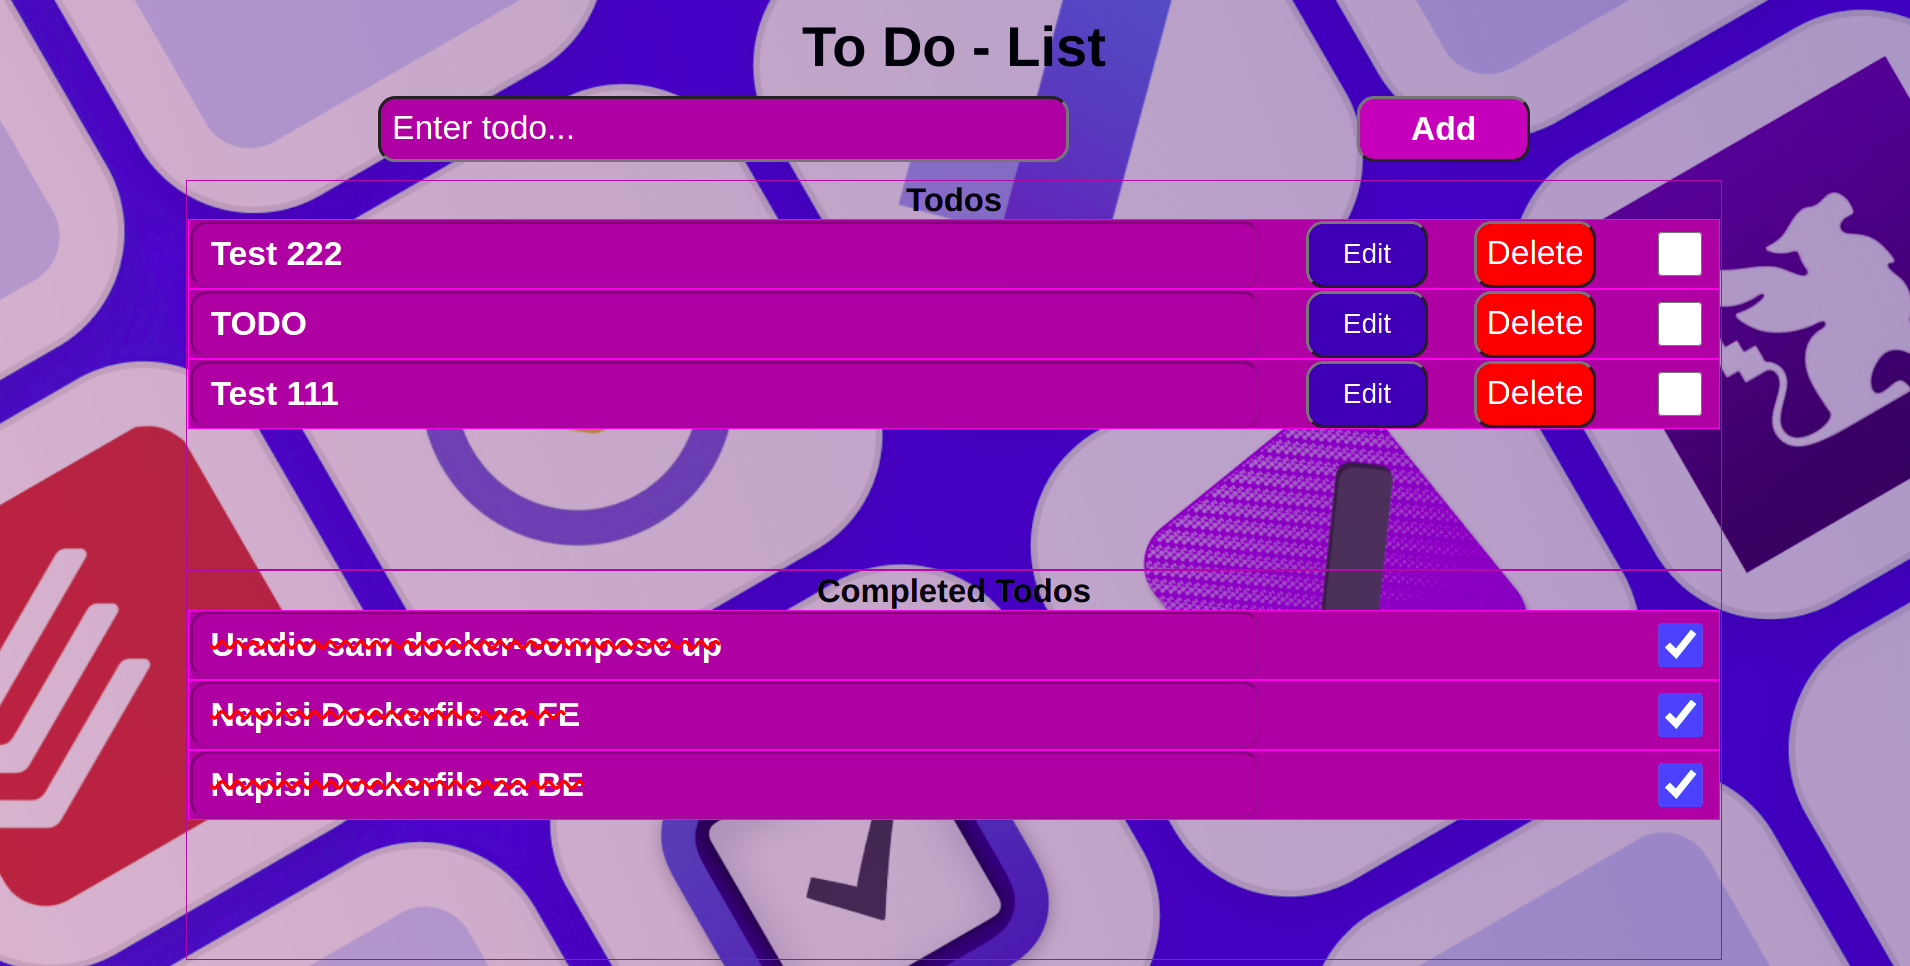 To Do - List
Enter todo...
Add
Todos
Test 222
Edit
Delete
TODO
Edit
Delete
Test 111
Edit
Delete
Completed Todos
Uradio sam docker-compose up
Napisi Dockerfile za FE
Napisi Dockerfile za BE